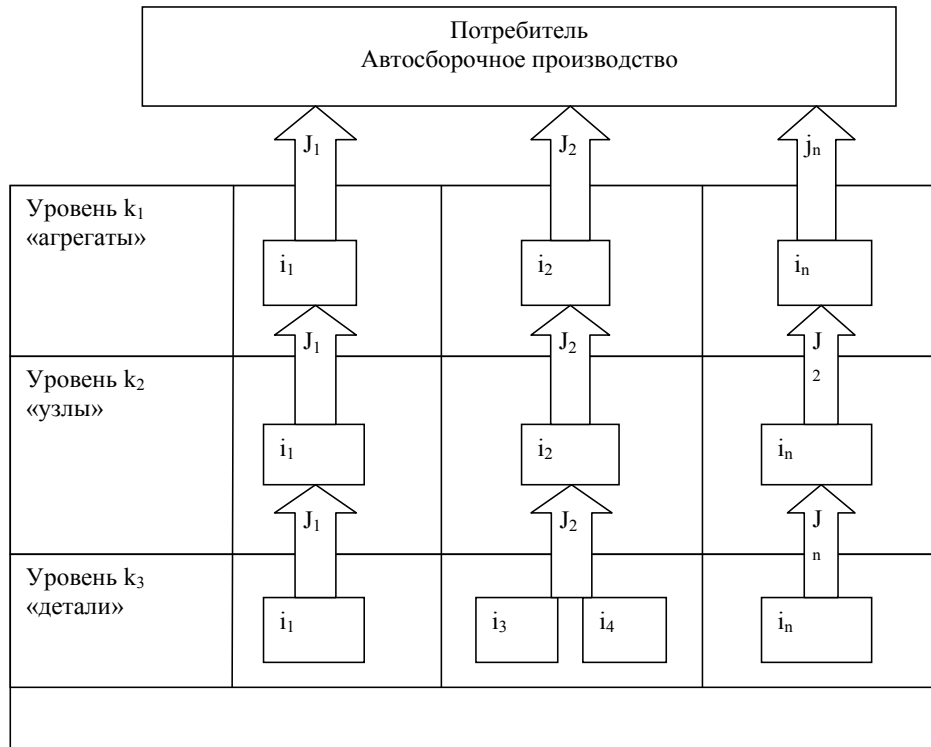 Потребитель
Автосборочное производство
J₁ J₂ jₙ
Уровень k₁
«агрегаты»
i₁ i₂ iₙ
J₁ J₂ J
2
Уровень k₂
«узлы»
i₁ i₂ iₙ
J₁ J₂ J
n
Уровень k₃
«детали»
i₁ i₃ i₄ iₙ